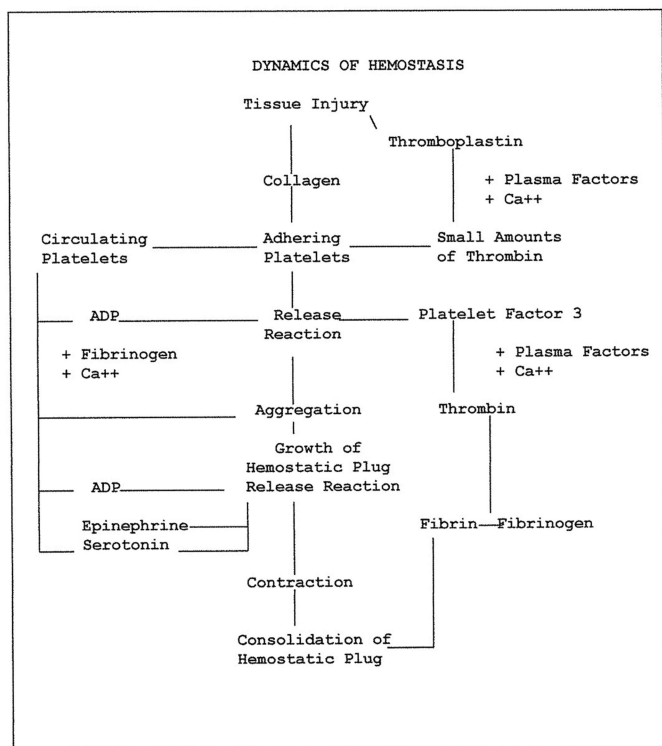 DYNAMICS OF HEMOSTASIS
Tissue Injury
Thromboplastin
Collagen
+ Plasma Factors
+ Ca++
Circulating
Platelets
Adhering
Platelets
Small Amounts
of Thrombin
ADP
Release
Reaction
Platelet Factor 3
+ Fibrinogen
+ Ca++
+ Plasma Factors
+ Ca++
Aggregation
Thrombin
Growth of
Hemostatic Plug
ADP
Release Reaction
Epinephrine
Serotonin
Fibrin
Fibrinogen
Contraction
Consolidation of
Hemostatic Plug